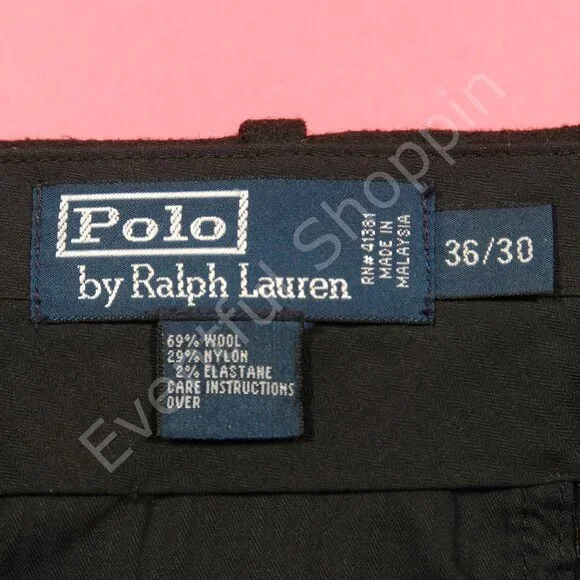 Polo
by Ralph Lauren
RN# 41381
MADE IN
MALAYSIA
36/30
69% WOOL
29% NYLON
2% ELASTANE
CARE INSTRUCTIONS
OVER
Eventful Shoppin